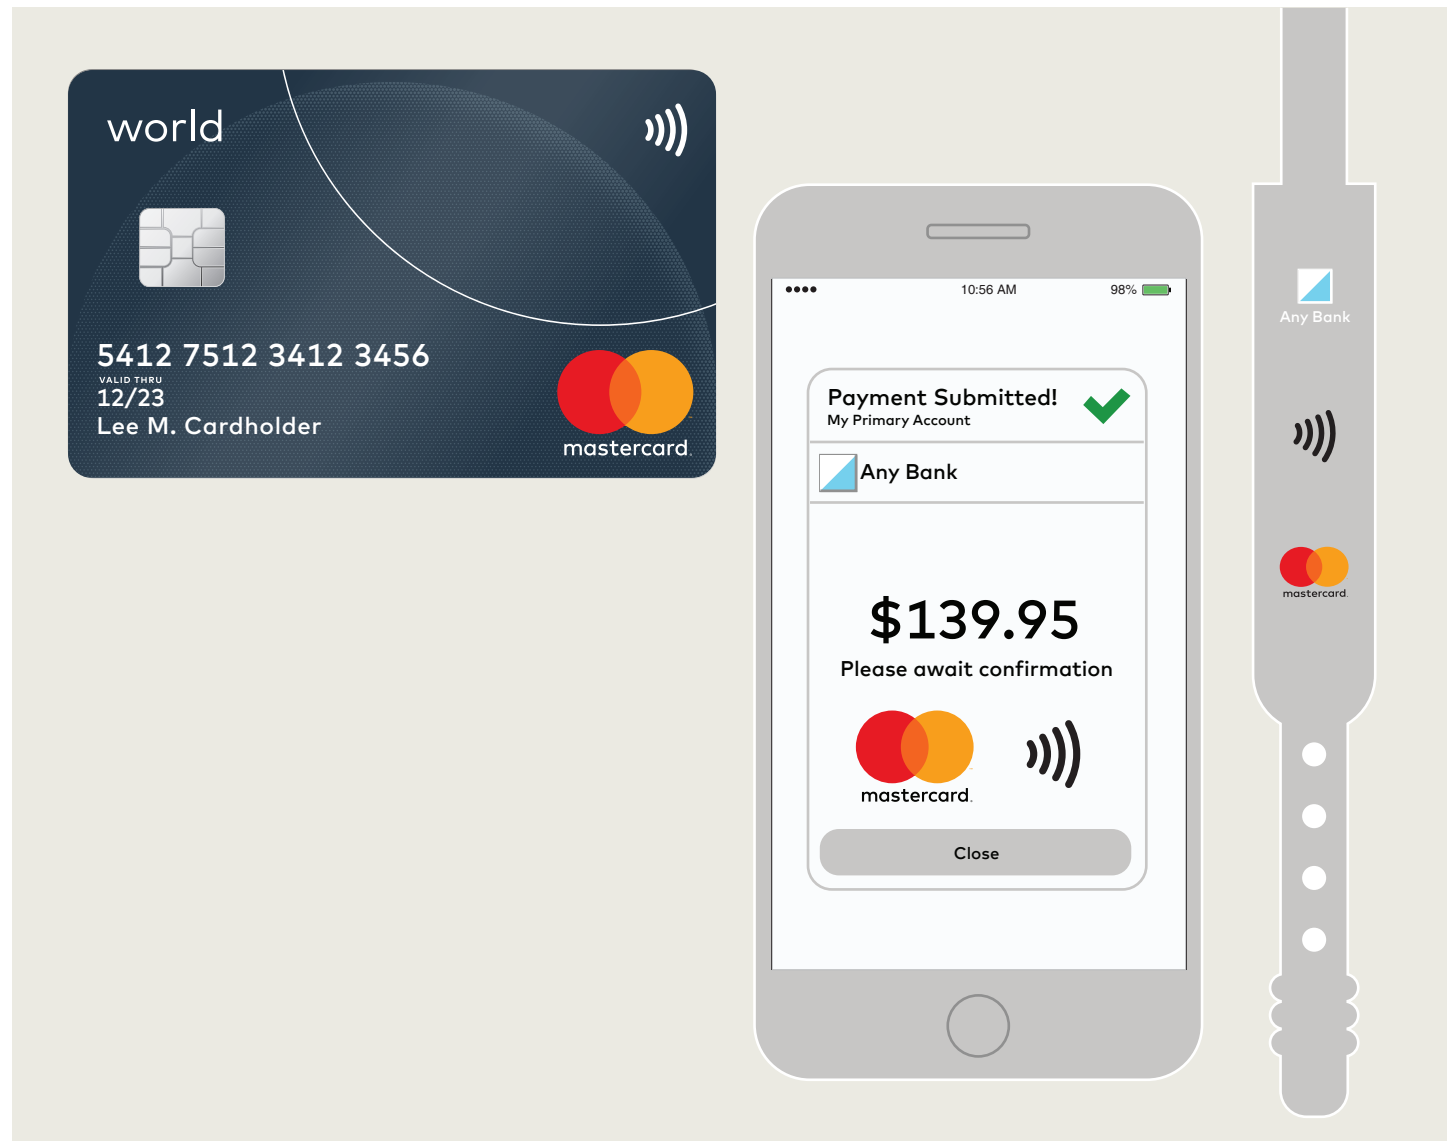 world
5412 7512 3412 3456
VALID THRU
12/23
Lee M. Cardholder
mastercard.
10:56 AM
98%
Payment Submitted!
My Primary Account
Any Bank
$139.95
Please await confirmation
mastercard.
Close
Any Bank
mastercard.